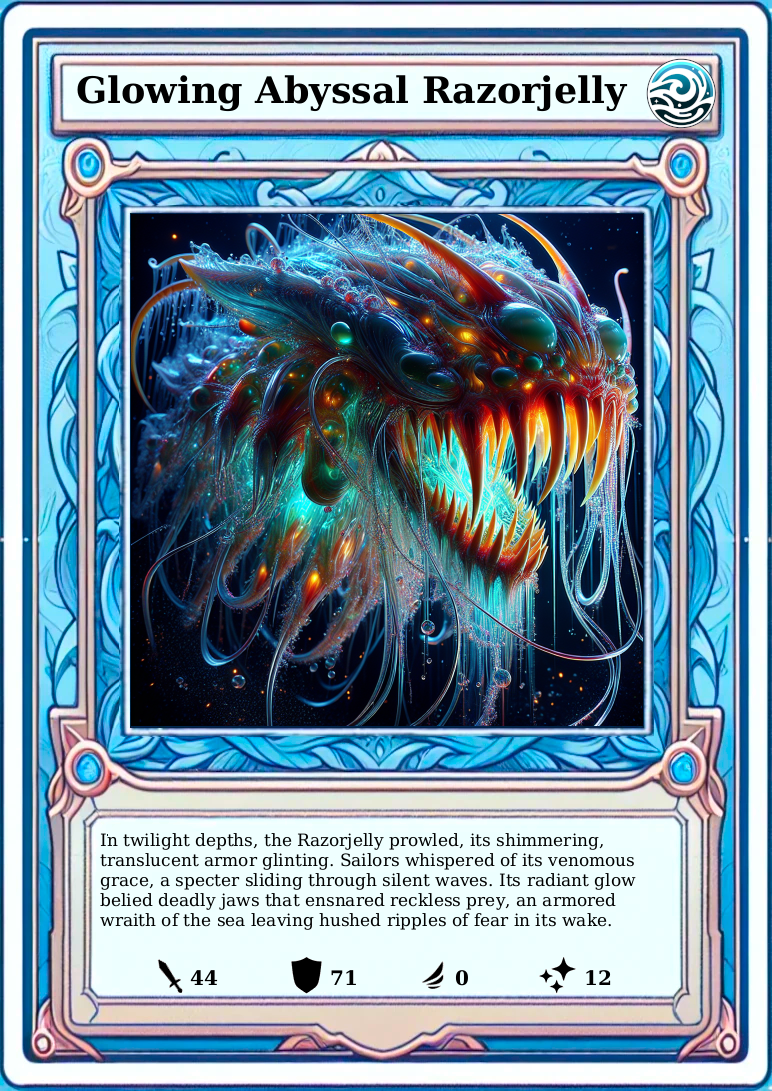 Glowing Abyssal Razorjelly
In twilight depths, the Razorjelly prowled, its shimmering,
translucent armor glinting. Sailors whispered of its venomous
grace, a specter sliding through silent waves. Its radiant glow
belied deadly jaws that ensnared reckless prey, an armored
wraith of the sea leaving hushed ripples of fear in its wake.
44 71 0 12